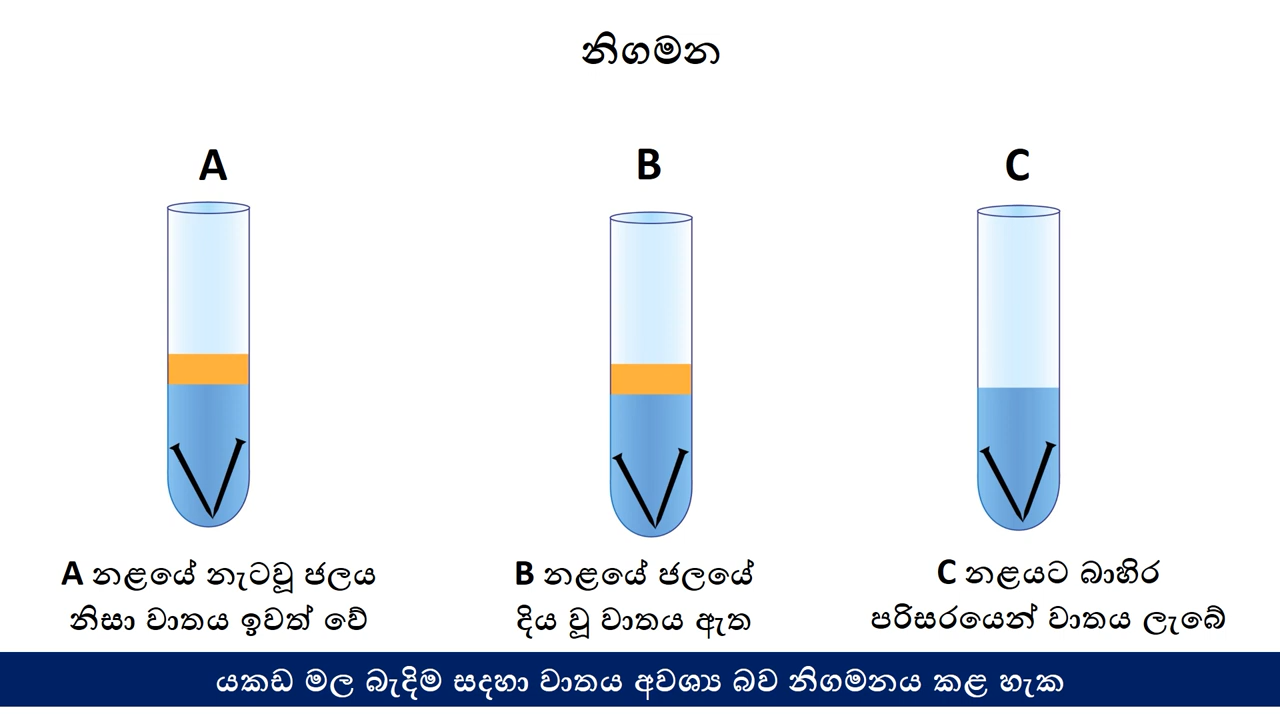 නිගමන
A
B
C
A නළයේ නැටවූ ජලය
නිසා වාතය ඉවත් වේ
B නළයේ ජලයේ
දිය වූ වාතය ඇත
C නළයට බාහිර
පරිසරයෙන් වාතය ලැබේ
යකඩ මල බැදිම සදහා වාතය අවශ්‍ය බව නිගමනය කළ හැක